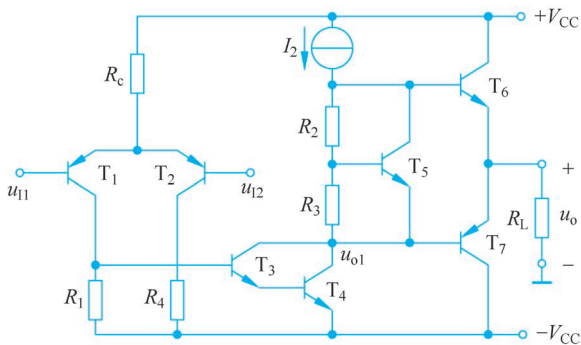 +V_CC
I_2
R_c
T_6
R_2
T_1
T_2
T_5
+
u_I1
u_I2
R_3
R_L
u_o
T_7
T_3
u_o1
−
R_1
R_4
T_4
−V_CC